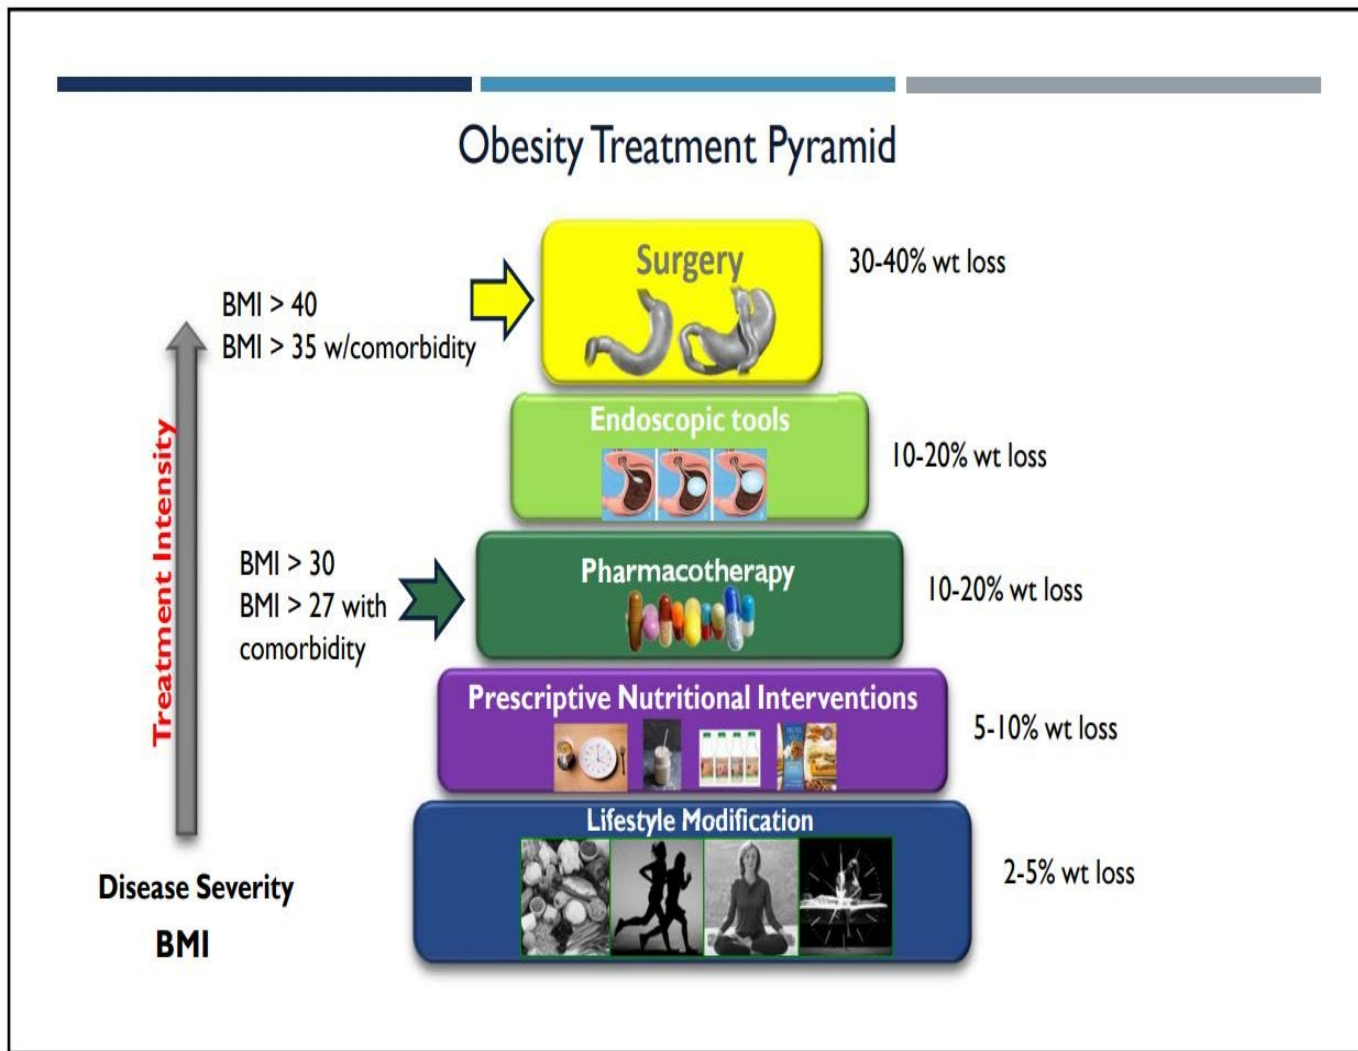 Obesity Treatment Pyramid
Surgery
30-40% wt loss
BMI > 40
BMI > 35 w/comorbidity
Endoscopic tools
10-20% wt loss
Treatment Intensity
BMI > 30
BMI > 27 with
comorbidity
Pharmacotherapy
10-20% wt loss
Prescriptive Nutritional Interventions
5-10% wt loss
Lifestyle Modification
2-5% wt loss
Disease Severity
BMI